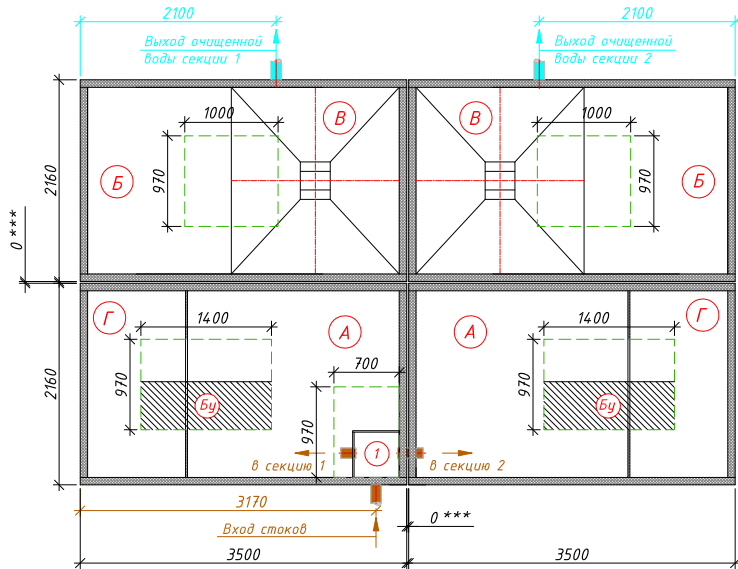 2100
2100
Выход очищенной
воды секции 1
Выход очищенной
воды секции 2
1000
В
В
1000
2160
Б
970
970
Б
0 ***
Г
1400
А
А
1400
Г
700
2160
970
Бу
970
Бу
970
1
в секцию 1
в секцию 2
3170
0 ***
Вход стоков
3500
3500